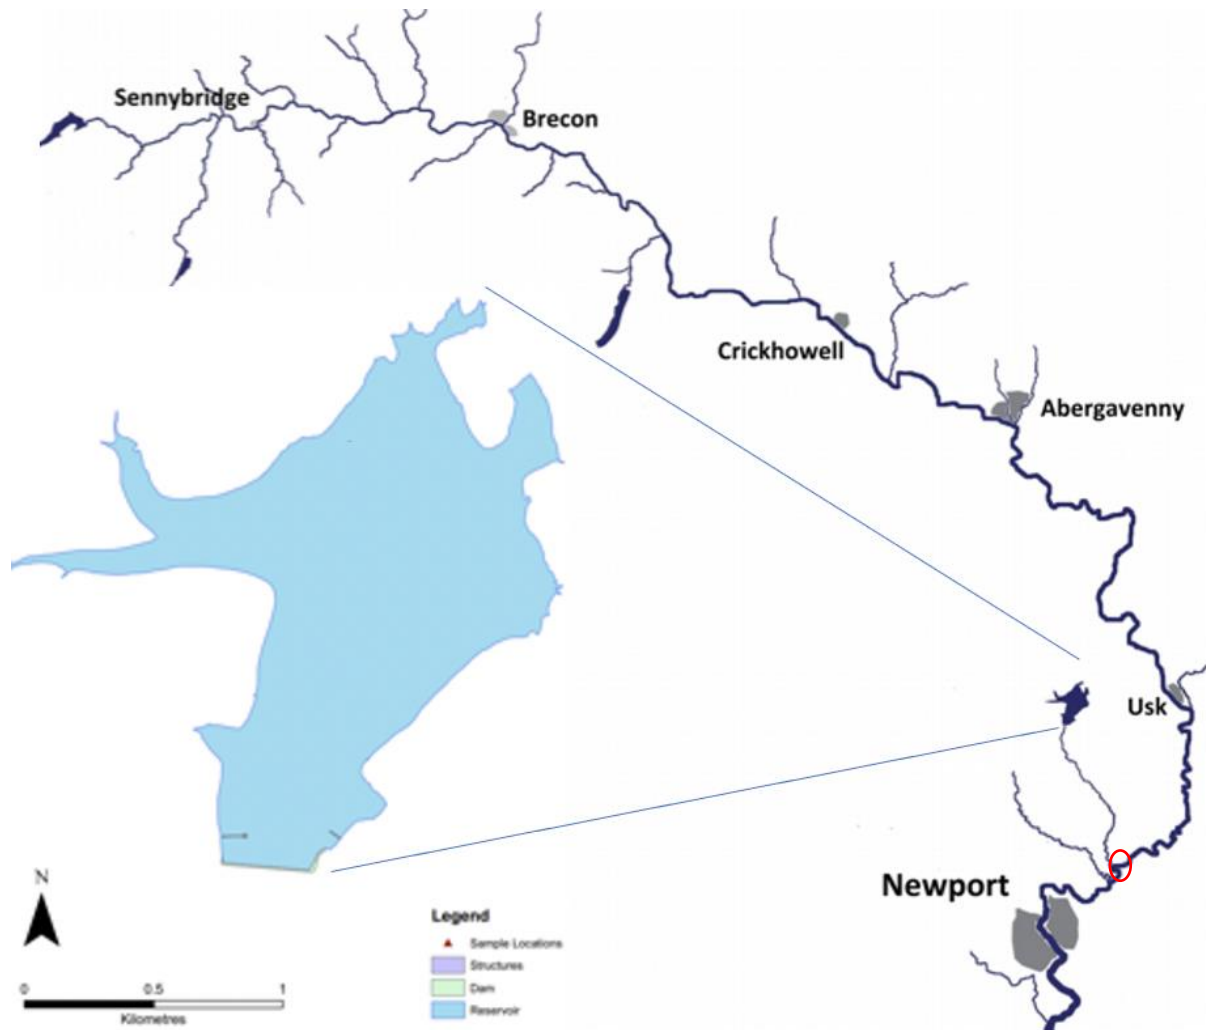 Sennybridge
Brecon
Crickhowell
Abergavenny
Usk
Newport
N
0 0.5 1
Kilometres
Legend
Sample Locations
Structures
Dam
Reservoir